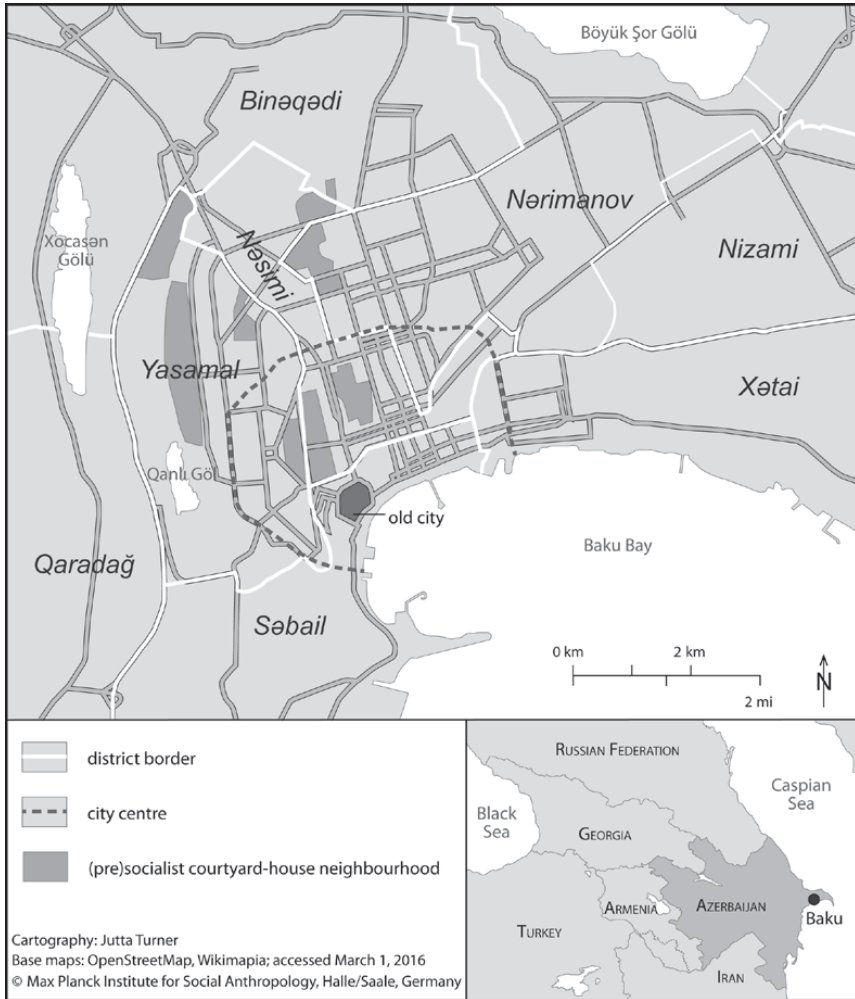 Böyük Şor Gölü
Binəqədi
Nərimanov
Xocasən
Gölü
Nəsimi
Nizami
Yasamal
Xətai
Qanlı Göl
old city
Baku Bay
Qaradağ
Səbail
0 km
2 km
2 mi
N
district border
city centre
(pre)socialist courtyard-house neighbourhood
Cartography: Jutta Turner
Base maps: OpenStreetMap, Wikimapia; accessed March 1, 2016
© Max Planck Institute for Social Anthropology, Halle/Saale, Germany
RUSSIAN FEDERATION
Caspian
Sea
Black
Sea
GEORGIA
ARMENIA
AZERBAIJAN
Baku
TURKEY
IRAN